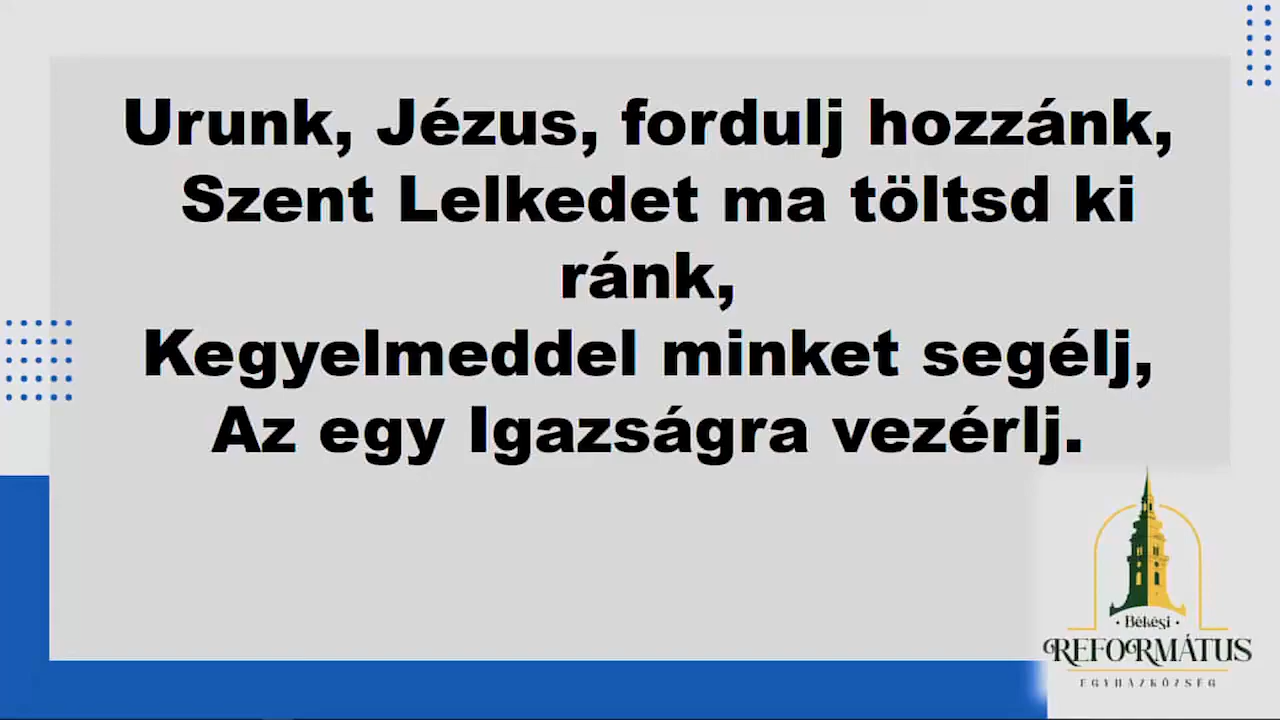 Urunk, Jézus, fordulj hozzánk,
Szent Lelkedet ma töltsd ki
ránk,
Kegyelmeddel minket segélj,
Az egy Igazságra vezérlj.
• Békési •
REFORMÁTUS
EGYHÁZKÖZSÉG